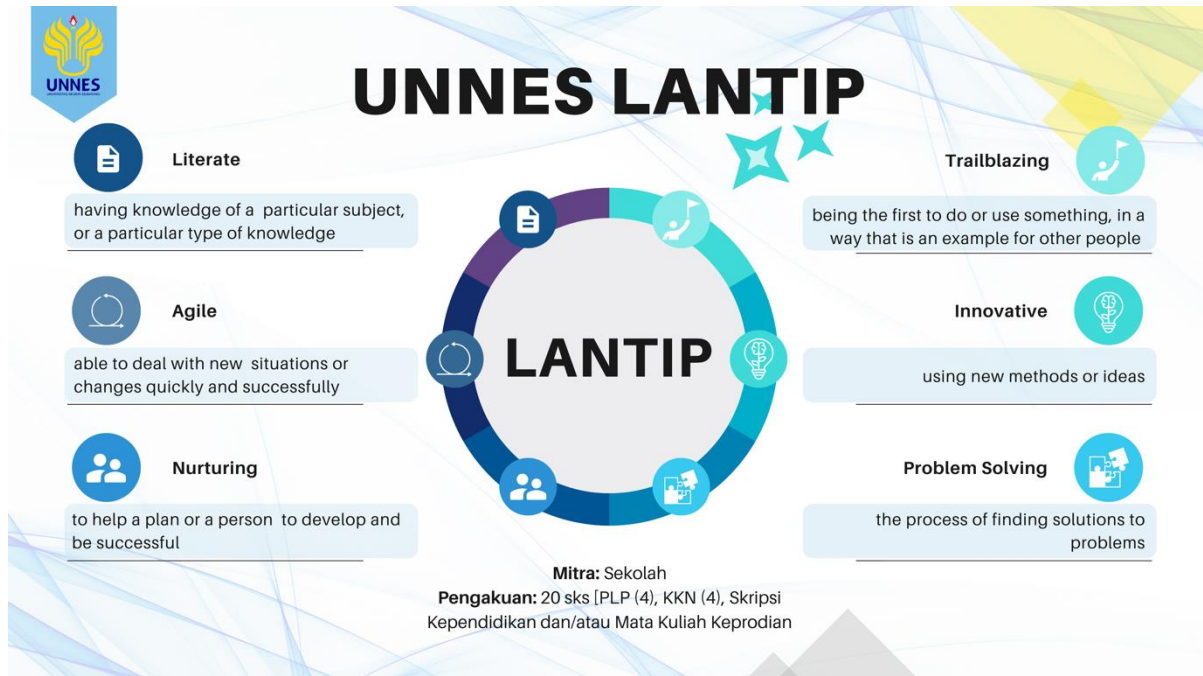 UNNES
UNNES LANTIP
Literate
having knowledge of a particular subject,
or a particular type of knowledge
Agile
able to deal with new situations or
changes quickly and successfully
Nurturing
to help a plan or a person to develop and
be successful
LANTIP
Trailblazing
being the first to do or use something, in a
way that is an example for other people
Innovative
using new methods or ideas
Problem Solving
the process of finding solutions to
problems
Mitra: Sekolah
Pengakuan: 20 sks [PLP (4), KKN (4), Skripsi
Kependidikan dan/atau Mata Kuliah Keprodian